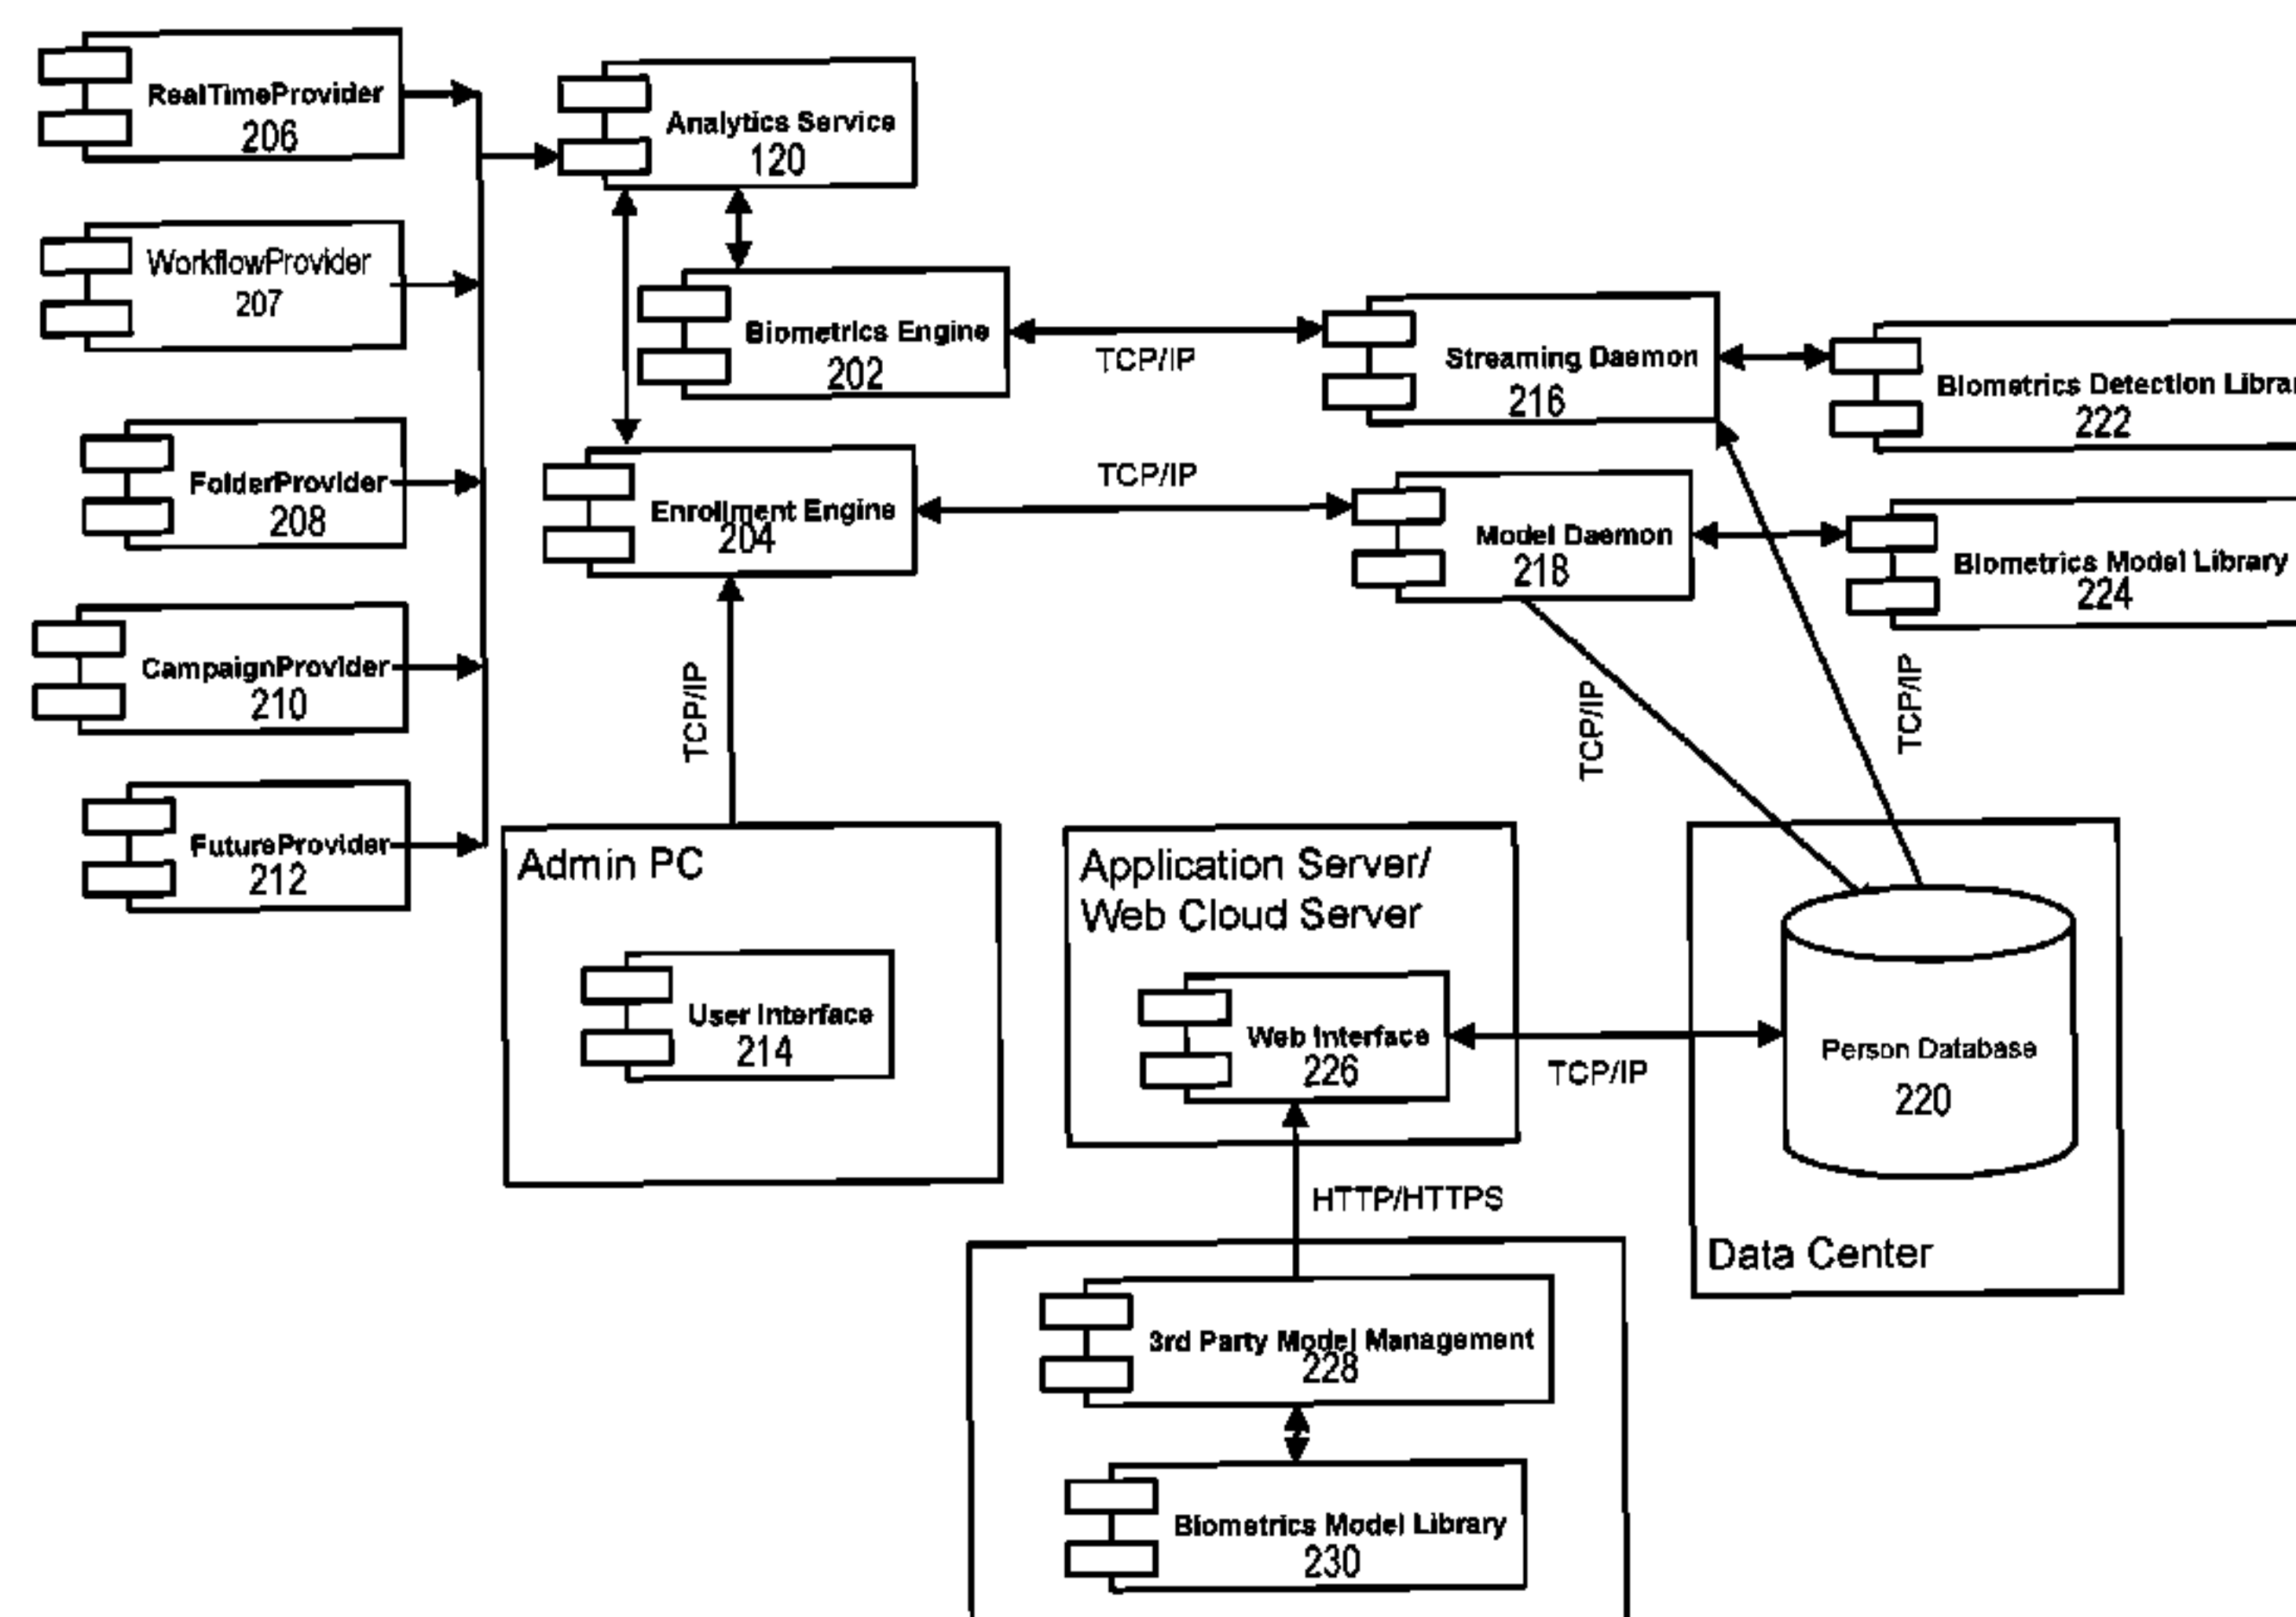 RealTimeProvider
206
Analytics Service
120
WorkflowProvider
207
Biometrics Engine
202
TCP/IP
Streaming Daemon
216
Biometrics Detection
222
FolderProvider
208
Enrollment Engine
204
TCP/IP
Model Daemon
218
Biometrics Model Library
224
CampaignProvider
210
TCP/IP
TCP/IP
TCP/IP
FutureProvider
212
Admin PC
User Interface
214
Application Server/
Web Cloud Server
Web Interface
226
TCP/IP
Person Database
220
Data Center
HTTP/HTTPS
3rd Party Model Management
228
Biometrics Model Library
230